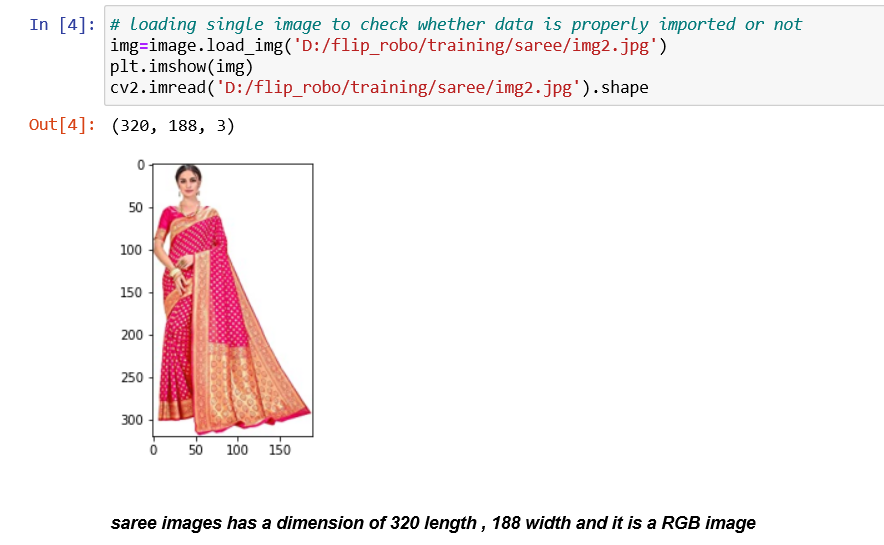 In [4]: # loading single image to check whether data is properly imported or not
img=image.load_img('D:/flip_robo/training/saree/img2.jpg')
plt.imshow(img)
cv2.imread('D:/flip_robo/training/saree/img2.jpg').shape
Out[4]: (320, 188, 3)
0
50
100
150
200
250
300
0 50 100 150
saree images has a dimension of 320 length , 188 width and it is a RGB image